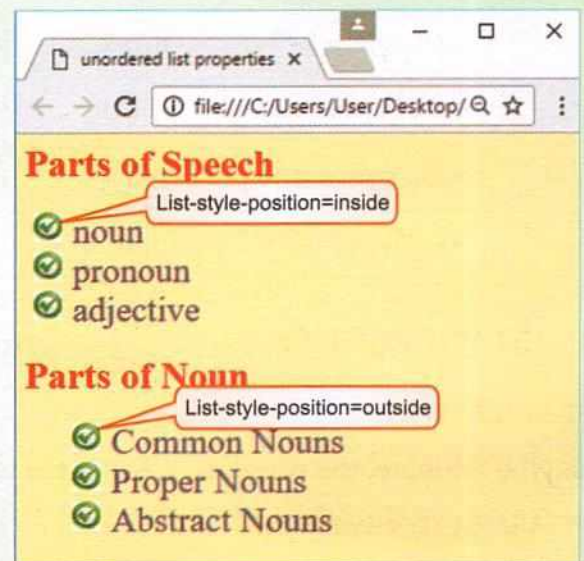 unordered list properties ×
file:///C:/Users/User/Desktop/
Parts of Speech
List-style-position=inside
noun
pronoun
adjective
Parts of Noun
List-style-position=outside
Common Nouns
Proper Nouns
Abstract Nouns